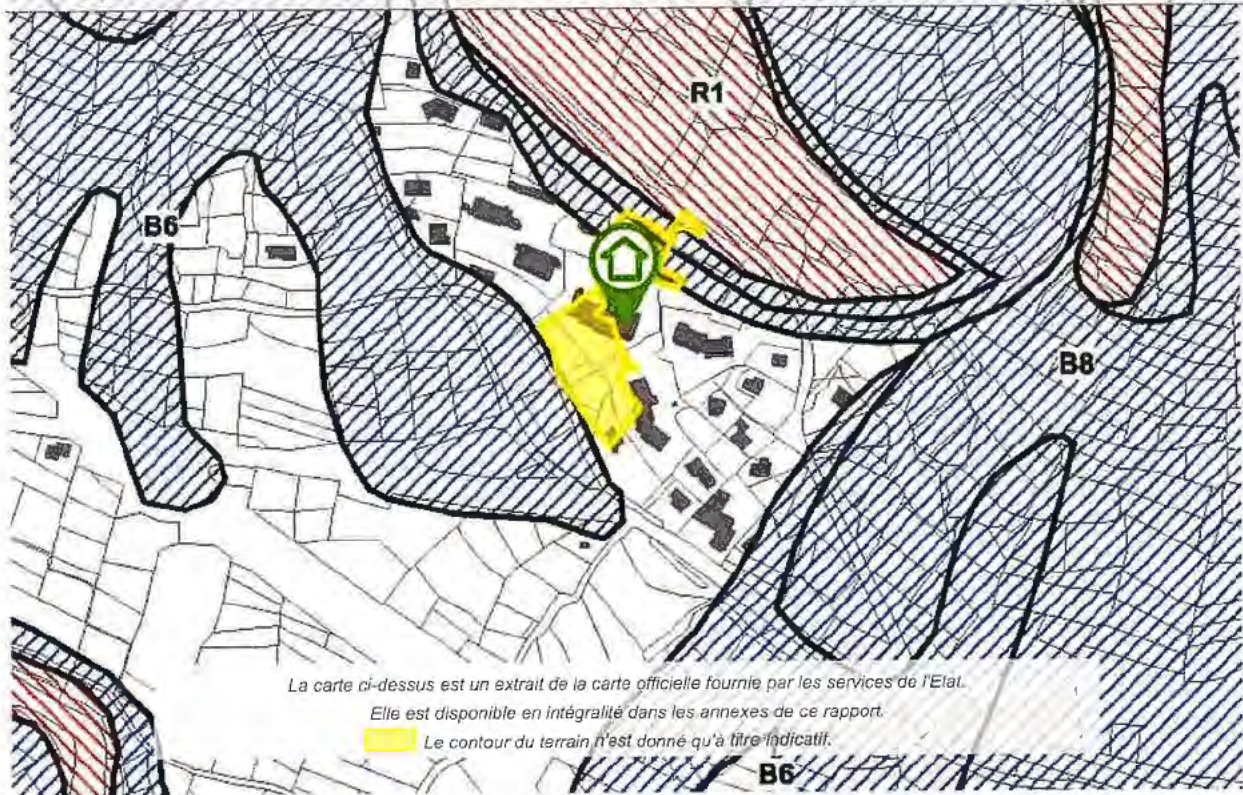 R1
B6
B8
La carte ci-dessus est un extrait de la carte officielle fournie par les services de l'Etat.
Elle est disponible en intégralité dans les annexes de ce rapport.
Le contour du terrain n'est donné qu'à titre indicatif.
B6